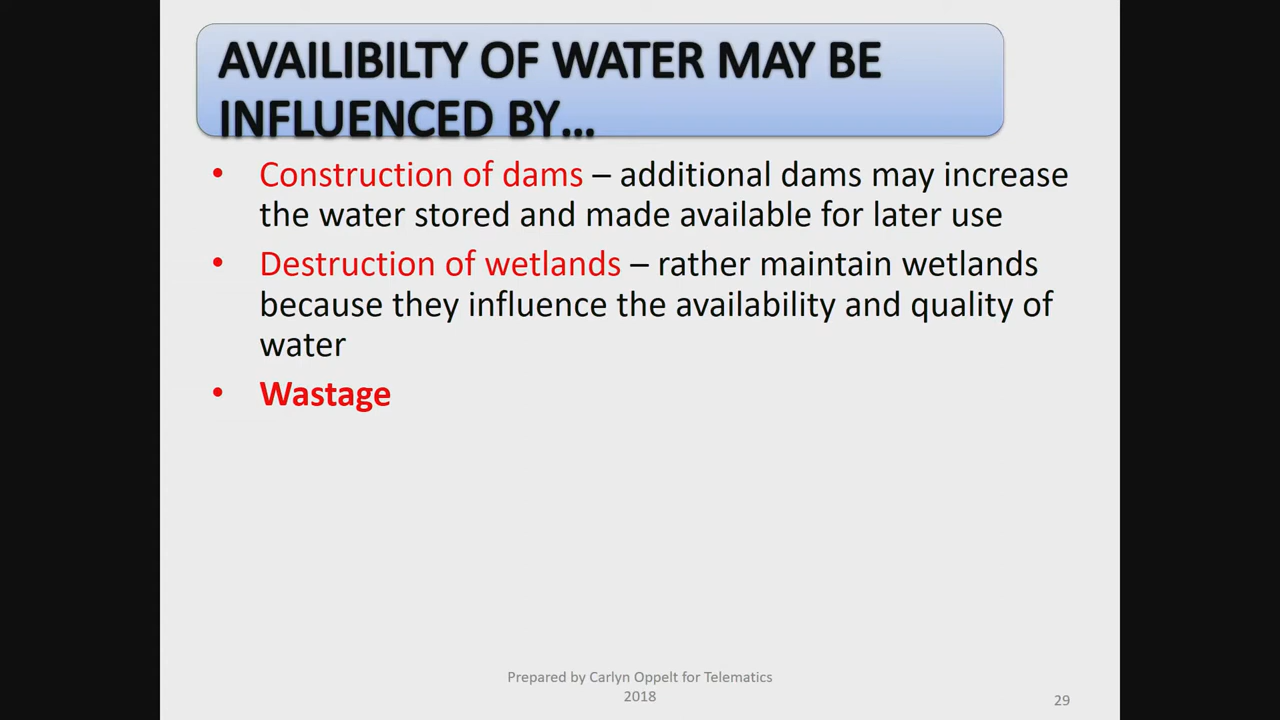 AVAILIBILTY OF WATER MAY BE
INFLUENCED BY...
• Construction of dams – additional dams may increase
the water stored and made available for later use
• Destruction of wetlands – rather maintain wetlands
because they influence the availability and quality of
water
• Wastage
Prepared by Carlyn Oppelt for Telematics
2018
29